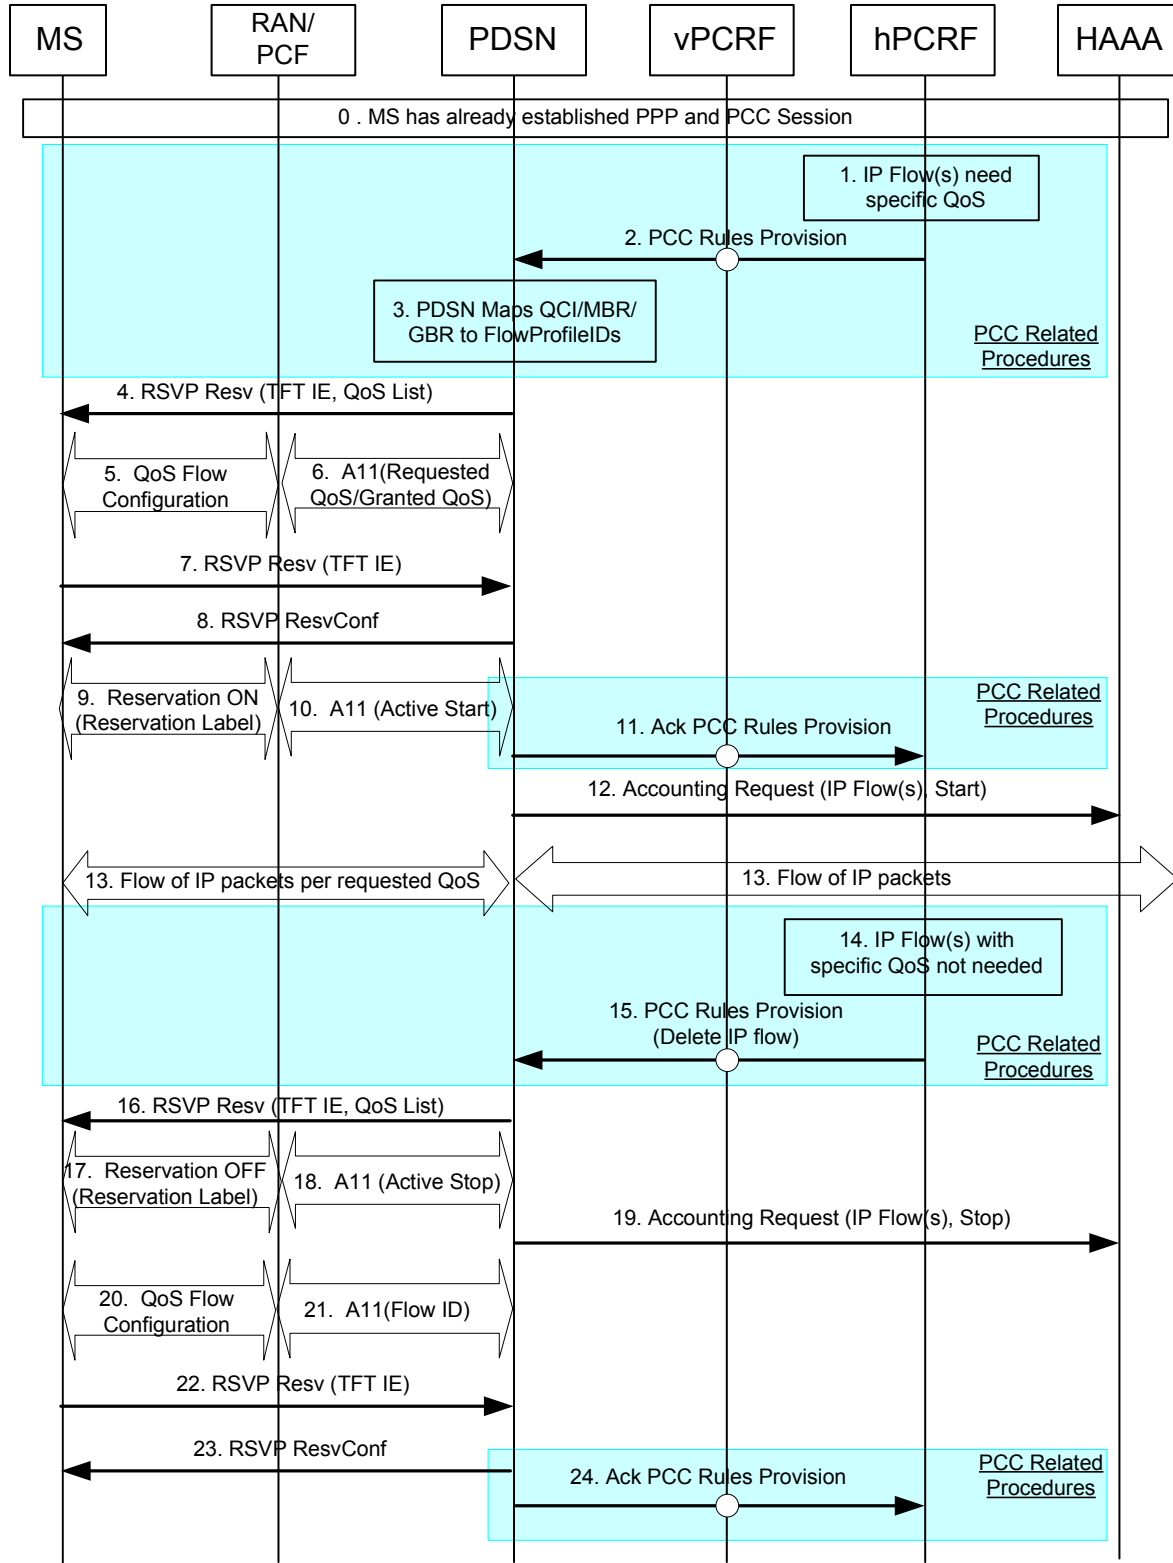 MS
RAN/
PCF
PDSN
vPCRF
hPCRF
HAAA
0 . MS has already established PPP and PCC Session
1. IP Flow(s) need
specific QoS
2. PCC Rules Provision
3. PDSN Maps QCI/MBR/
GBR to FlowProfileIDs
PCC Related
Procedures
4. RSVP Resv (TFT IE, QoS List)
5. QoS Flow
Configuration
6. A11(Requested
QoS/Granted QoS)
7. RSVP Resv (TFT IE)
8. RSVP ResvConf
9. Reservation ON
(Reservation Label)
10. A11 (Active Start)
PCC Related
Procedures
11. Ack PCC Rules Provision
12. Accounting Request (IP Flow(s), Start)
13. Flow of IP packets per requested QoS
13. Flow of IP packets
14. IP Flow(s) with
specific QoS not needed
15. PCC Rules Provision
(Delete IP flow)
PCC Related
Procedures
16. RSVP Resv (TFT IE, QoS List)
17. Reservation OFF
(Reservation Label)
18. A11 (Active Stop)
19. Accounting Request (IP Flow(s), Stop)
20. QoS Flow
Configuration
21. A11(Flow ID)
22. RSVP Resv (TFT IE)
23. RSVP ResvConf
24. Ack PCC Rules Provision
PCC Related
Procedures